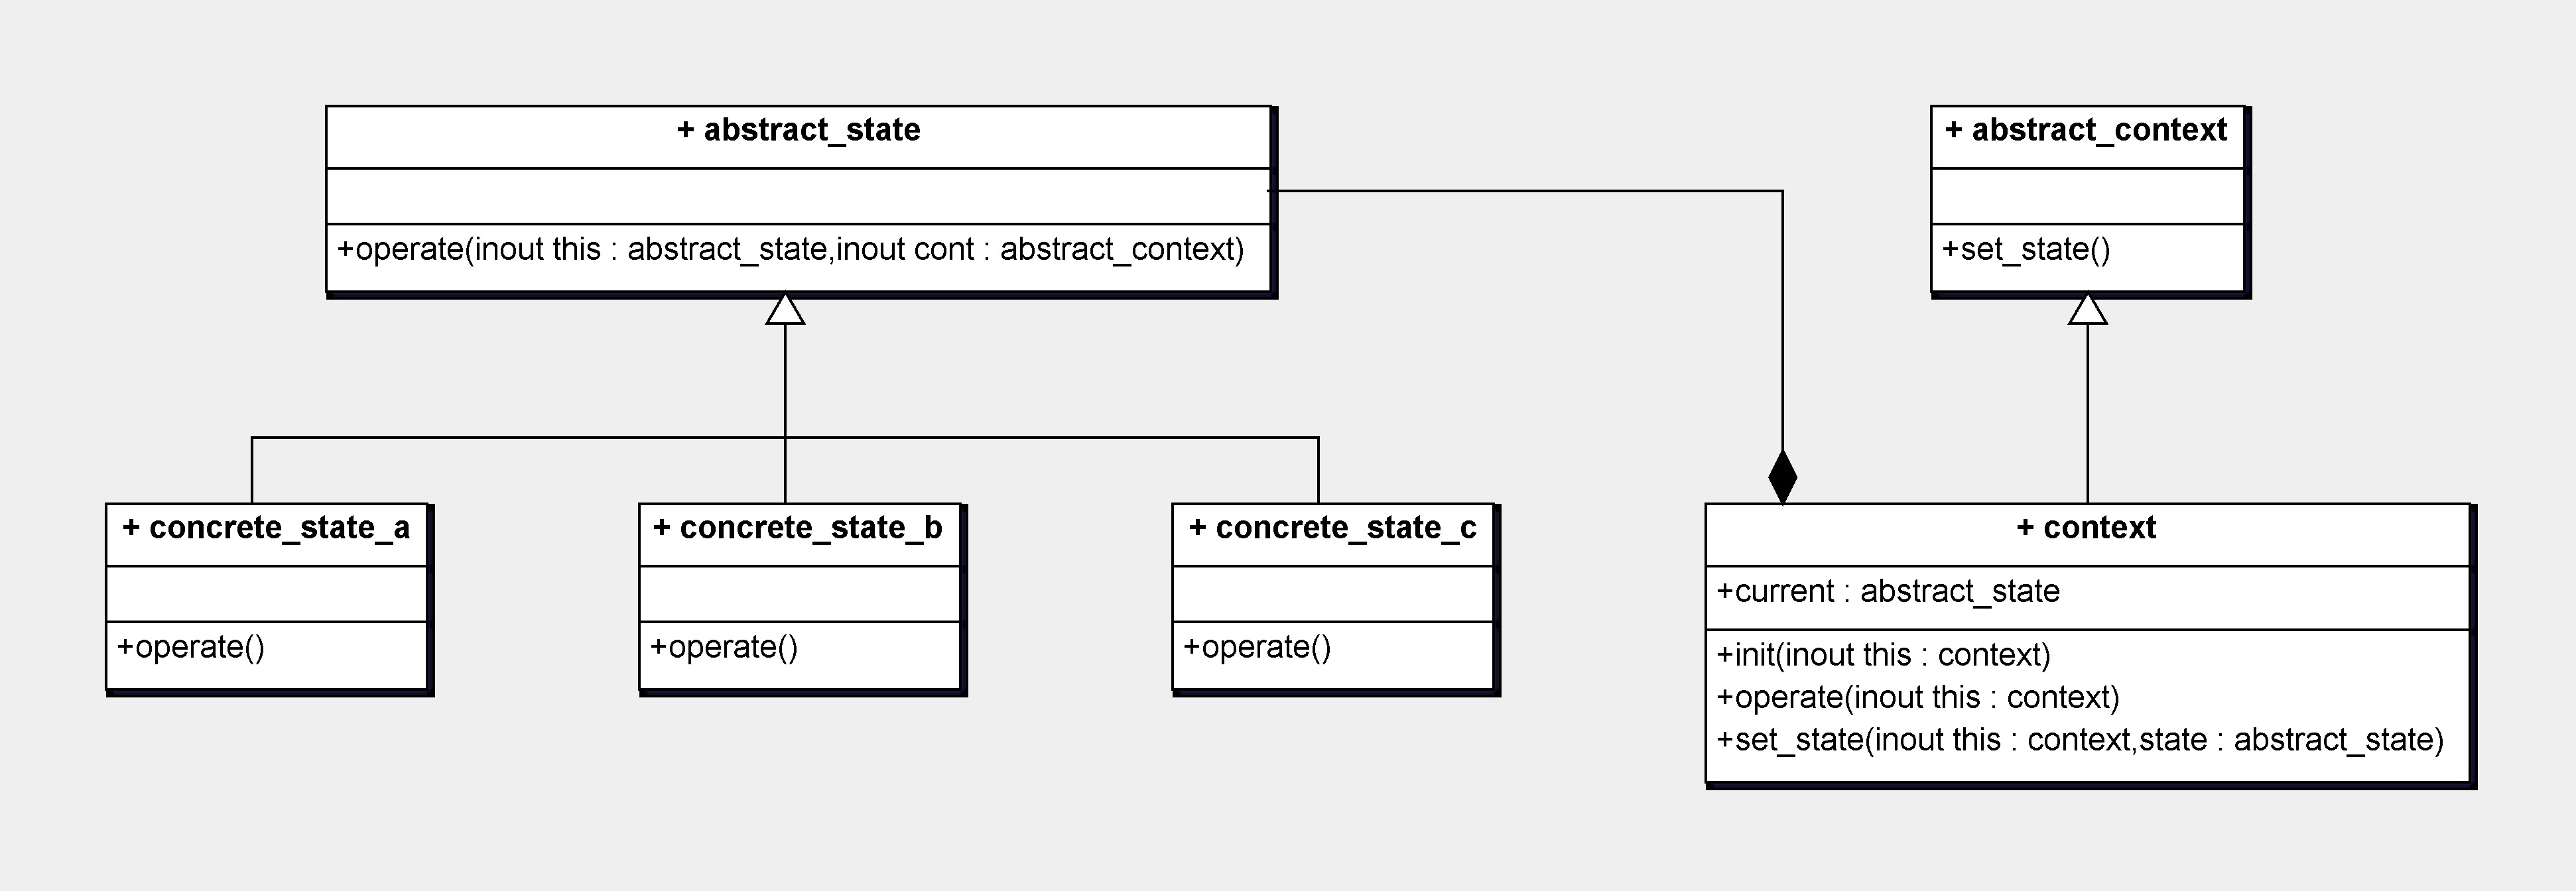 + abstract_state
+operate(inout this : abstract_state,inout cont : abstract_context)
+ abstract_context
+set_state()
+ concrete_state_a
+operate()
+ concrete_state_b
+operate()
+ concrete_state_c
+operate()
+ context
+current : abstract_state
+init(inout this : context)
+operate(inout this : context)
+set_state(inout this : context,state : abstract_state)